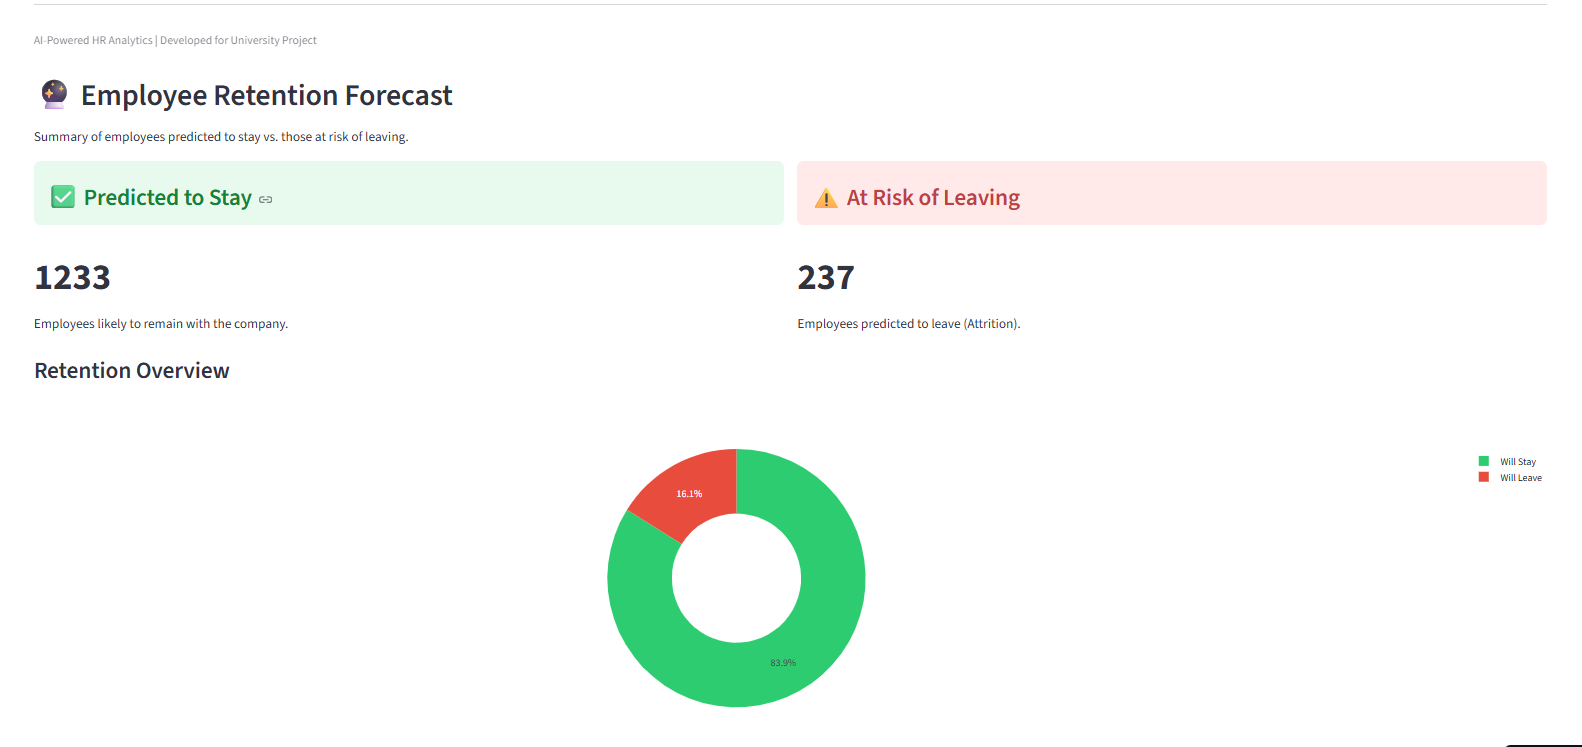 AI-Powered HR Analytics | Developed for University Project
Employee Retention Forecast
Summary of employees predicted to stay vs. those at risk of leaving.
Predicted to Stay
At Risk of Leaving
1233
237
Employees likely to remain with the company.
Employees predicted to leave (Attrition).
Retention Overview
Will Stay
Will Leave
16.1%
83.9%